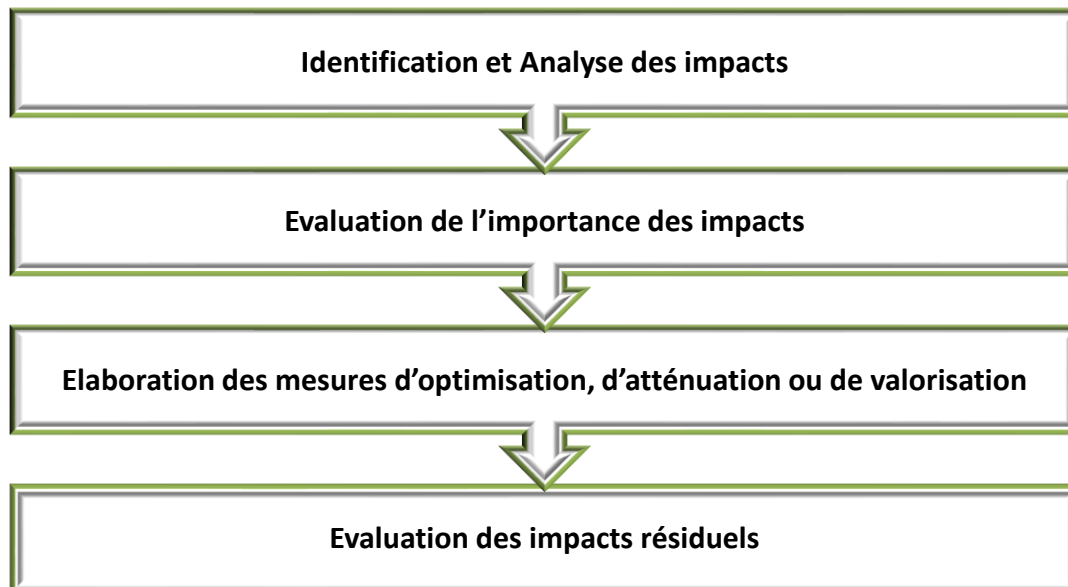 Identification et Analyse des impacts
Evaluation de l’importance des impacts
Elaboration des mesures d’optimisation, d’atténuation ou de valorisation
Evaluation des impacts résiduels